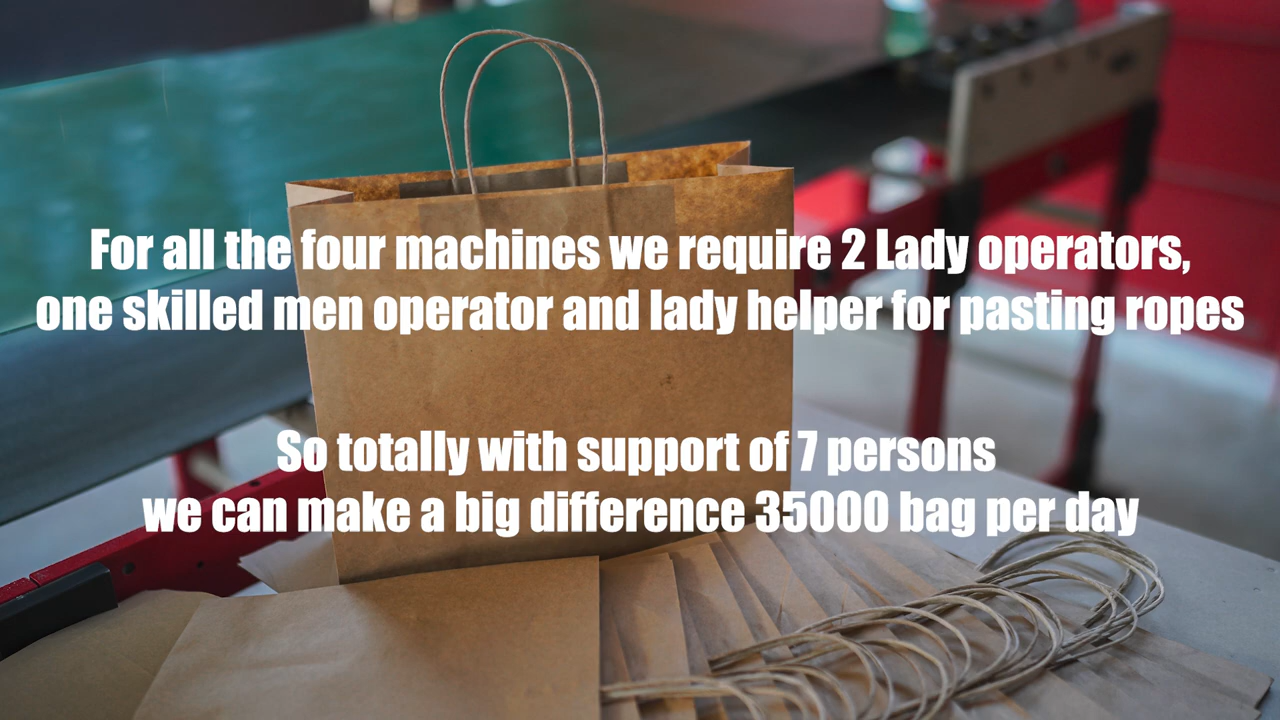 For all the four machines we require 2 Lady operators,
one skilled men operator and lady helper for pasting ropes
So totally with support of 7 persons
we can make a big difference 35000 bag per day